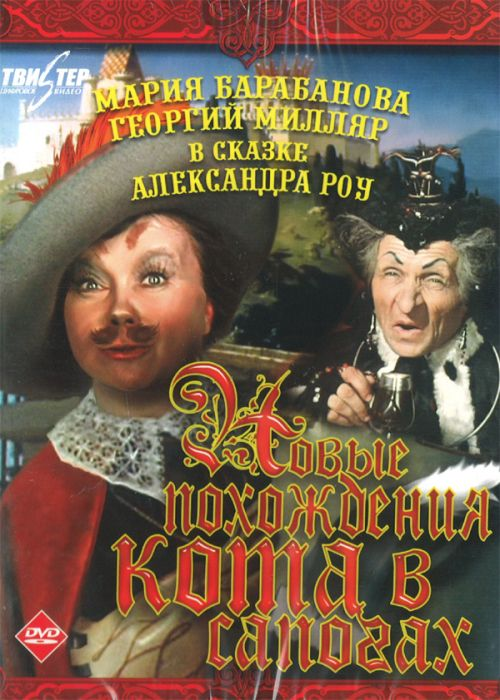 ТВИСТЕР
ЦИФРОВОЕ ВИДЕО
МАРИЯ БАРАБАНОВА
ГЕОРГИЙ МИЛЛЯР
В СКАЗКЕ
АЛЕКСАНДРА РОУ
Новые
похождения
кота в
сапогах
DVD